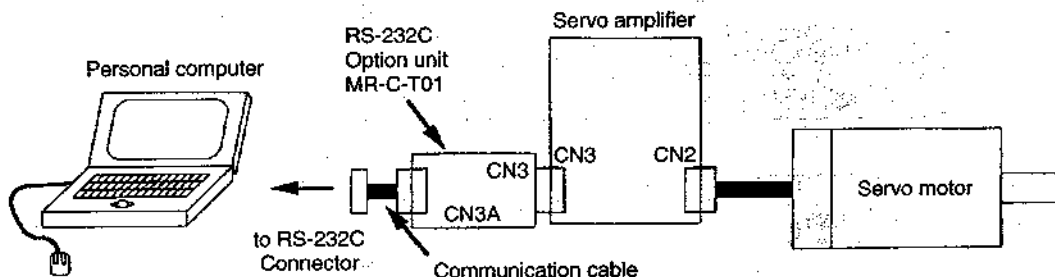 Servo amplifier
RS-232C
Option unit
MR-C-T01
Personal computer
CN3
CN3
CN2
CN3A
Servo motor
to RS-232C
Connector
Communication cable